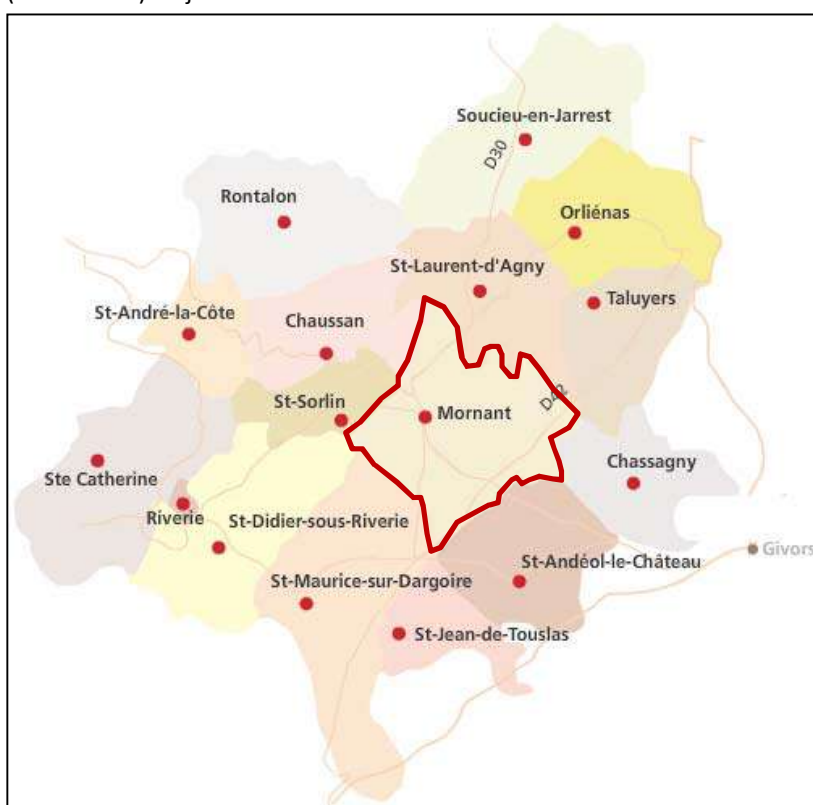 Soucieu-en-Jarrest
D30
Rontalon
Orliénas
St-Laurent-d'Agny
Taluyers
St-André-la-Côte
Chaussan
D42
St-Sorlin
Mornant
Chassagny
Ste Catherine
Riverie
St-Didier-sous-Riverie
Givors
St-Andéol-le-Château
St-Maurice-sur-Dargoire
St-Jean-de-Touslas